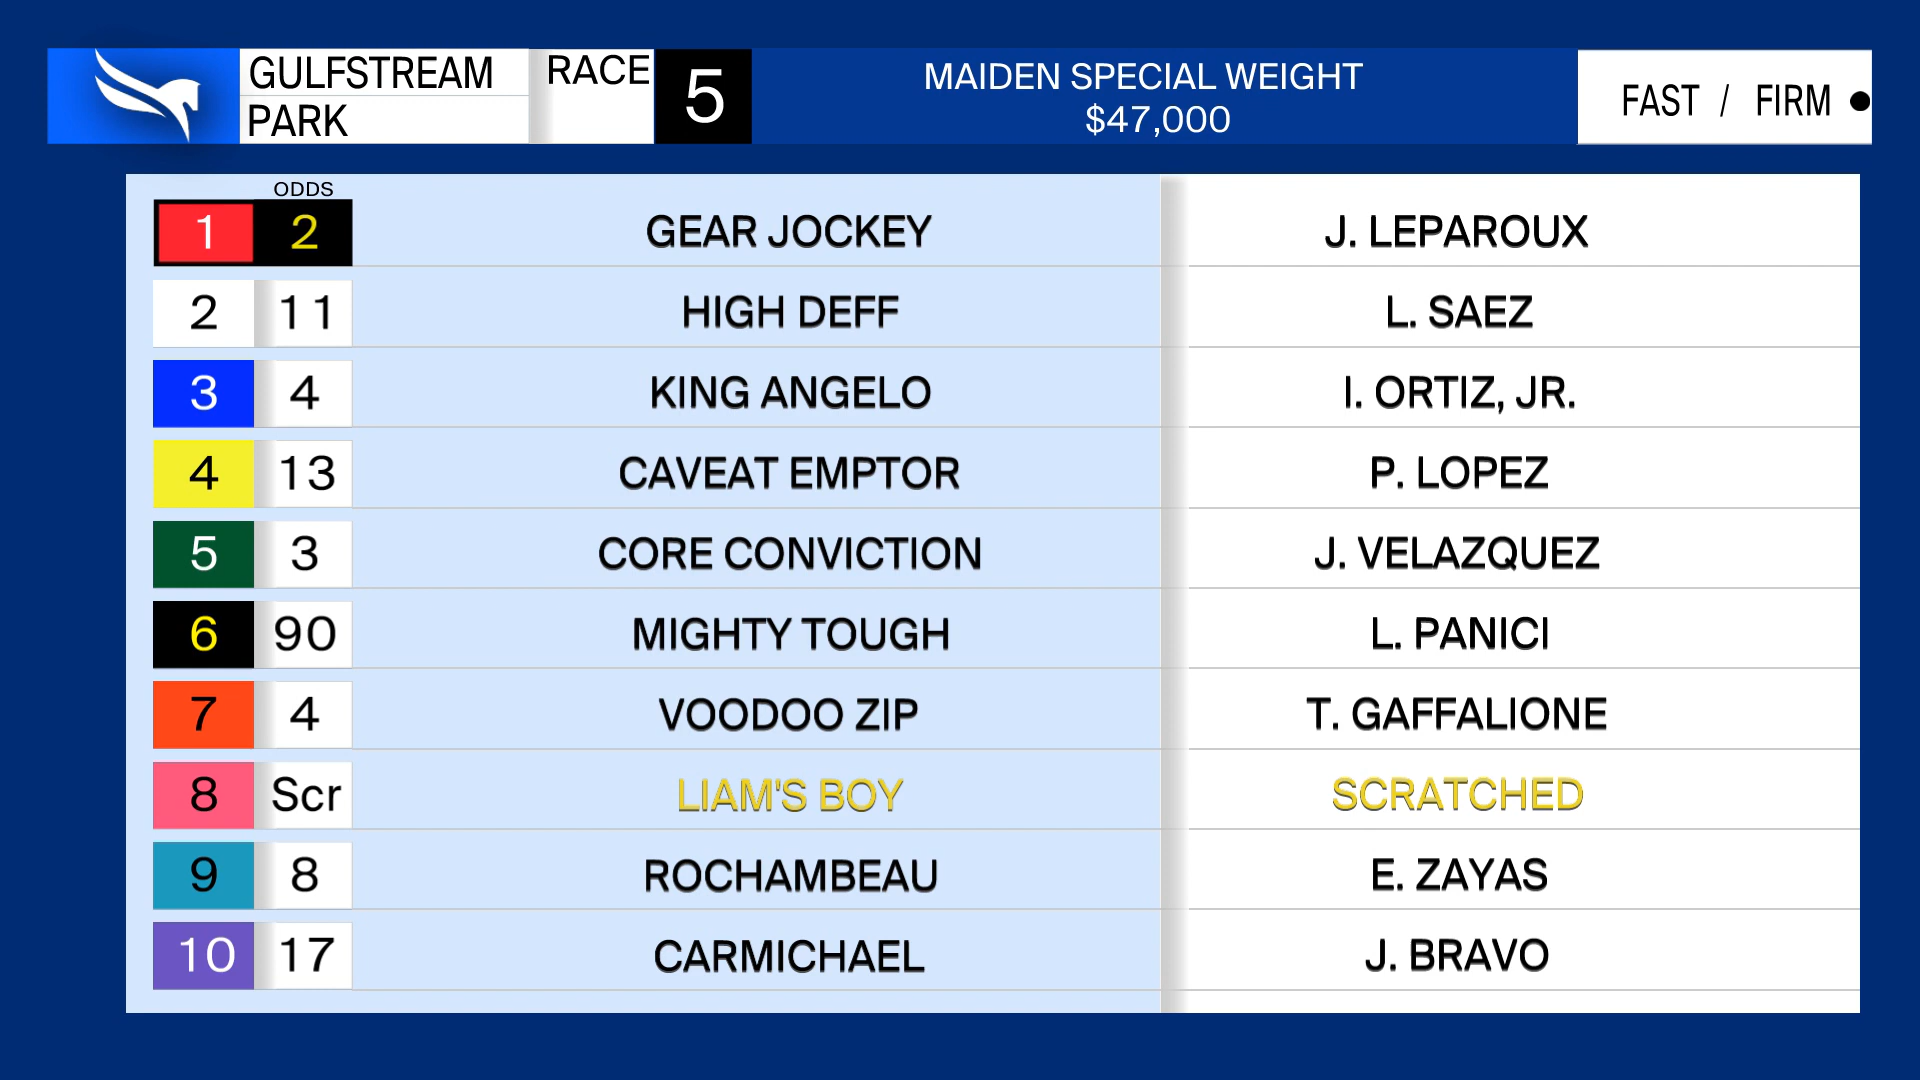 GULFSTREAM PARK
RACE 5
MAIDEN SPECIAL WEIGHT
$47,000
FAST / FIRM
ODDS
1 2 GEAR JOCKEY J. LEPAROUX
2 11 HIGH DEFF L. SAEZ
3 4 KING ANGELO I. ORTIZ, JR.
4 13 CAVEAT EMPTOR P. LOPEZ
5 3 CORE CONVICTION J. VELAZQUEZ
6 90 MIGHTY TOUGH L. PANICI
7 4 VOODOO ZIP T. GAFFALIONE
8 Scr LIAM'S BOY SCRATCHED
9 8 ROCHAMBEAU E. ZAYAS
10 17 CARMICHAEL J. BRAVO